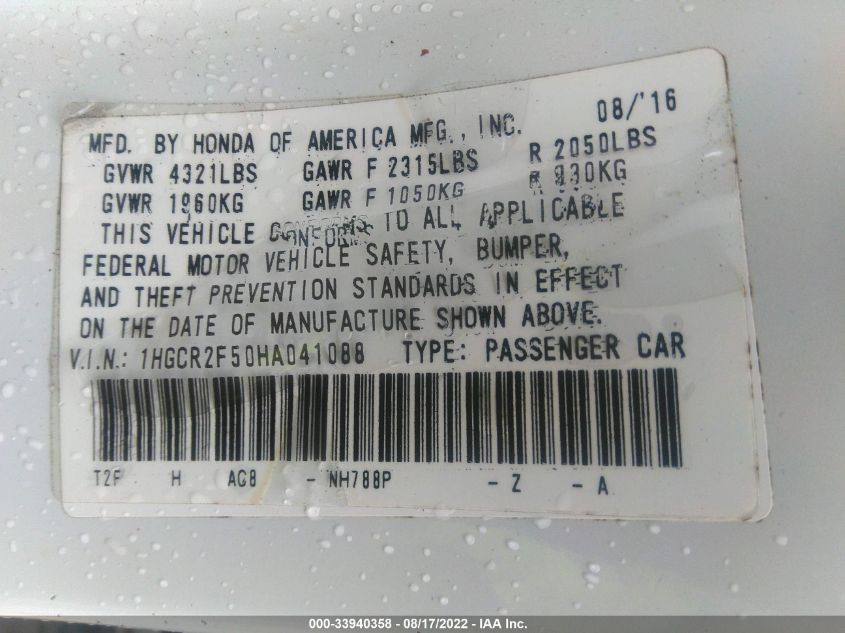 08/'16
MFD. BY HONDA OF AMERICA MFG., INC.
GVWR 4321LBS GAWR F 2315LBS R 2050LBS
GVWR 1960KG GAWR F 1050KG R 930KG
THIS VEHICLE CONFORMS TO ALL APPLICABLE
FEDERAL MOTOR VEHICLE SAFETY, BUMPER,
AND THEFT PREVENTION STANDARDS IN EFFECT
ON THE DATE OF MANUFACTURE SHOWN ABOVE.
V.I.N.: 1HGCR2F50HA041088 TYPE: PASSENGER CAR
T2F H AC8 - NH788P - Z - A
000-33940358 - 08/17/2022 - IAA Inc.